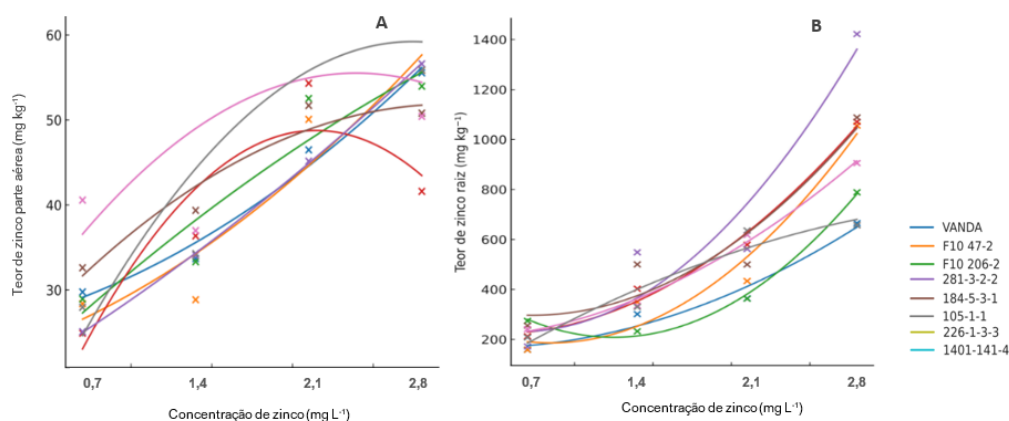 A
Teor de zinco parte aérea (mg kg⁻¹)
60
50
40
30
0,7
1,4
2,1
2,8
Concentração de zinco (mg L⁻¹)
B
Teor de zinco raiz (mg kg⁻¹)
1400
1200
1000
800
600
400
200
0,7
1,4
2,1
2,8
Concentração de zinco (mg L⁻¹)
VANDA
F10 47-2
F10 206-2
281-3-2-2
184-5-3-1
105-1-1
226-1-3-3
1401-141-4